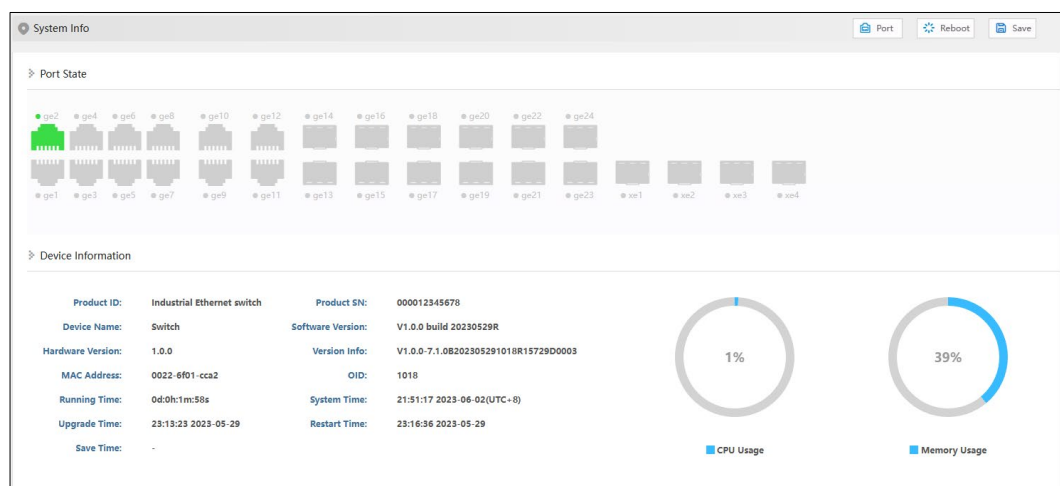 System Info Port Reboot Save
Port State
ge2 ge4 ge6 ge8 ge10 ge12 ge14 ge16 ge18 ge20 ge22 ge24
ge1 ge3 ge5 ge7 ge9 ge11 ge13 ge15 ge17 ge19 ge21 ge23 xe1 xe2 xe3 xe4
Device Information
Product ID: Industrial Ethernet switch Product SN: 000012345678
Device Name: Switch Software Version: V1.0.0 build 20230529R
Hardware Version: 1.0.0 Version Info: V1.0.0-7.1.0B202305291018R15729D0003
MAC Address: 0022-6f01-cca2 OID: 1018
Running Time: 0d:0h:1m:58s System Time: 21:51:17 2023-06-02(UTC+8)
Upgrade Time: 23:13:23 2023-05-29 Restart Time: 23:16:36 2023-05-29
Save Time: -
1%
CPU Usage
39%
Memory Usage